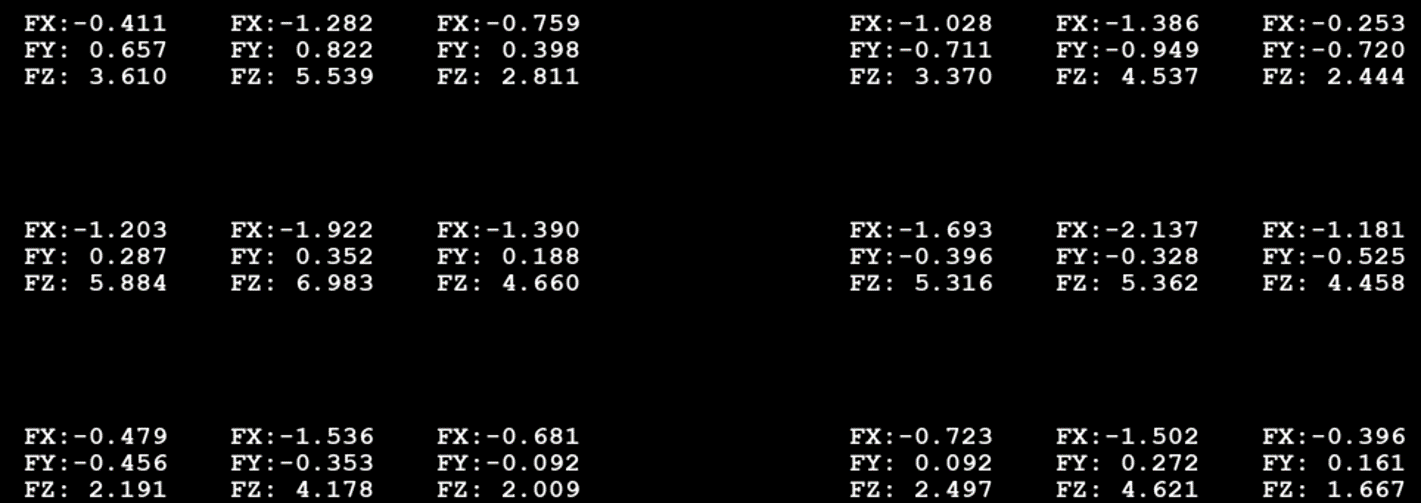 FX:-0.411 FX:-1.282 FX:-0.759 FX:-1.028 FX:-1.386 FX:-0.253
FY: 0.657 FY: 0.822 FY: 0.398 FY:-0.711 FY:-0.949 FY:-0.720
FZ: 3.610 FZ: 5.539 FZ: 2.811 FZ: 3.370 FZ: 4.537 FZ: 2.444
FX:-1.203 FX:-1.922 FX:-1.390 FX:-1.693 FX:-2.137 FX:-1.181
FY: 0.287 FY: 0.352 FY: 0.188 FY:-0.396 FY:-0.328 FY:-0.525
FZ: 5.884 FZ: 6.983 FZ: 4.660 FZ: 5.316 FZ: 5.362 FZ: 4.458
FX:-0.479 FX:-1.536 FX:-0.681 FX:-0.723 FX:-1.502 FX:-0.396
FY:-0.456 FY:-0.353 FY:-0.092 FY: 0.092 FY: 0.272 FY: 0.161
FZ: 2.191 FZ: 4.178 FZ: 2.009 FZ: 2.497 FZ: 4.621 FZ: 1.667